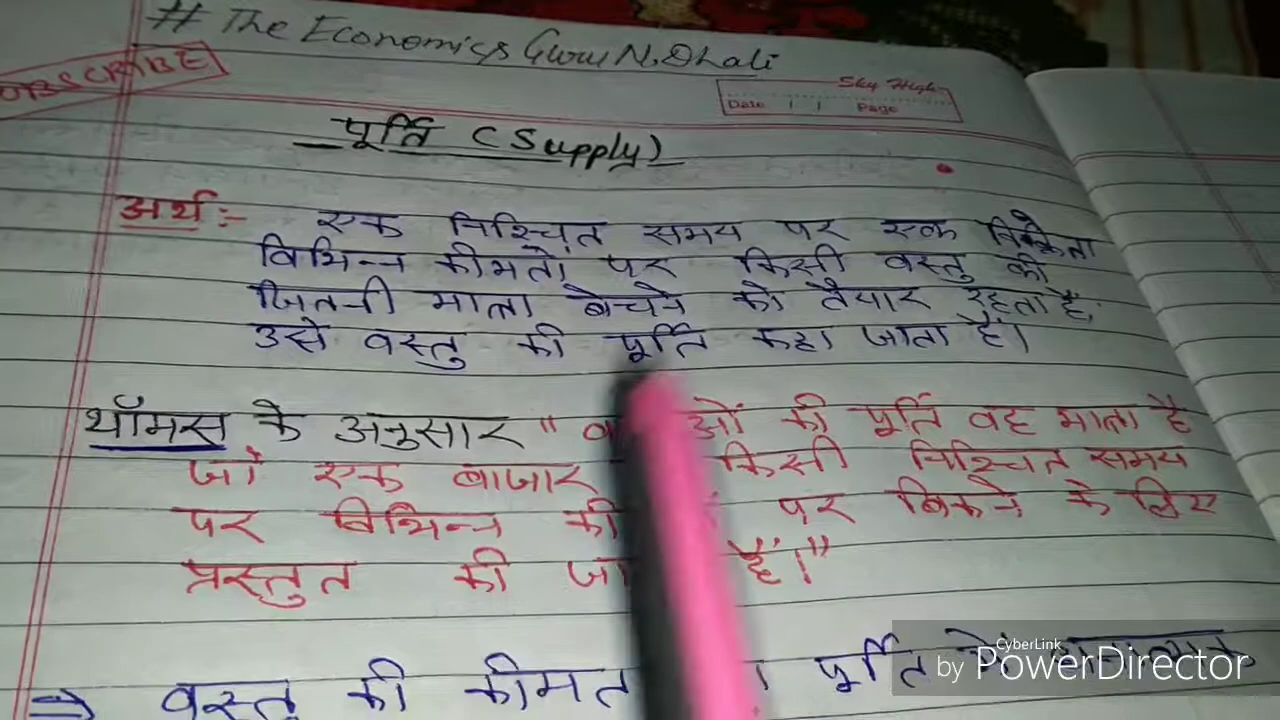 # The Economics Guru N. Dhali
Sky High
Date Page
पूर्ति (Supply)
अर्थ:- एक निश्चित समय पर एक विक्रेता
विभिन्न कीमतों पर किसी वस्तु की
जितनी मात्रा बेचने को तैयार रहता है,
उसे वस्तु की पूर्ति कहा जाता है।
थॉमस के अनुसार " ओं की पूर्ति वह मात्रा है
जो एक बाजार किसी निश्चित समय
पर विभिन्न की पर बिकने के लिए
प्रस्तुत की जा है।"
⇒ वस्तु की कीमत पूर्ति में
CyberLink
by PowerDirector